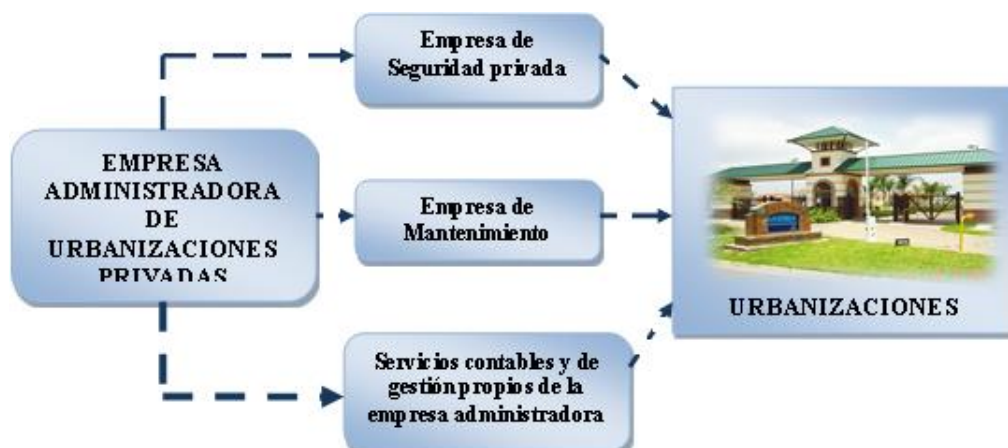 Empresa de
Seguridad privada
EMPRESA
ADMINISTRADORA
DE
URBANIZACIONES
PRIVADAS
Empresa de
Mantenimiento
URBANIZACIONES
Servicios contables y de
gestión propios de la
empresa administradora